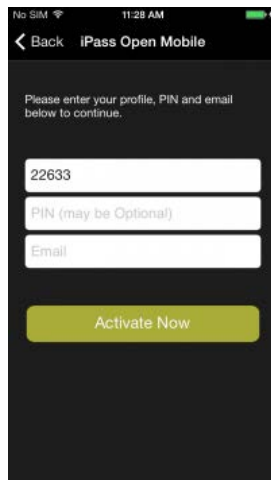 No SIM 11:28 AM
Back iPass Open Mobile
Please enter your profile, PIN and email
below to continue.
22633
PIN (may be Optional)
Email
Activate Now